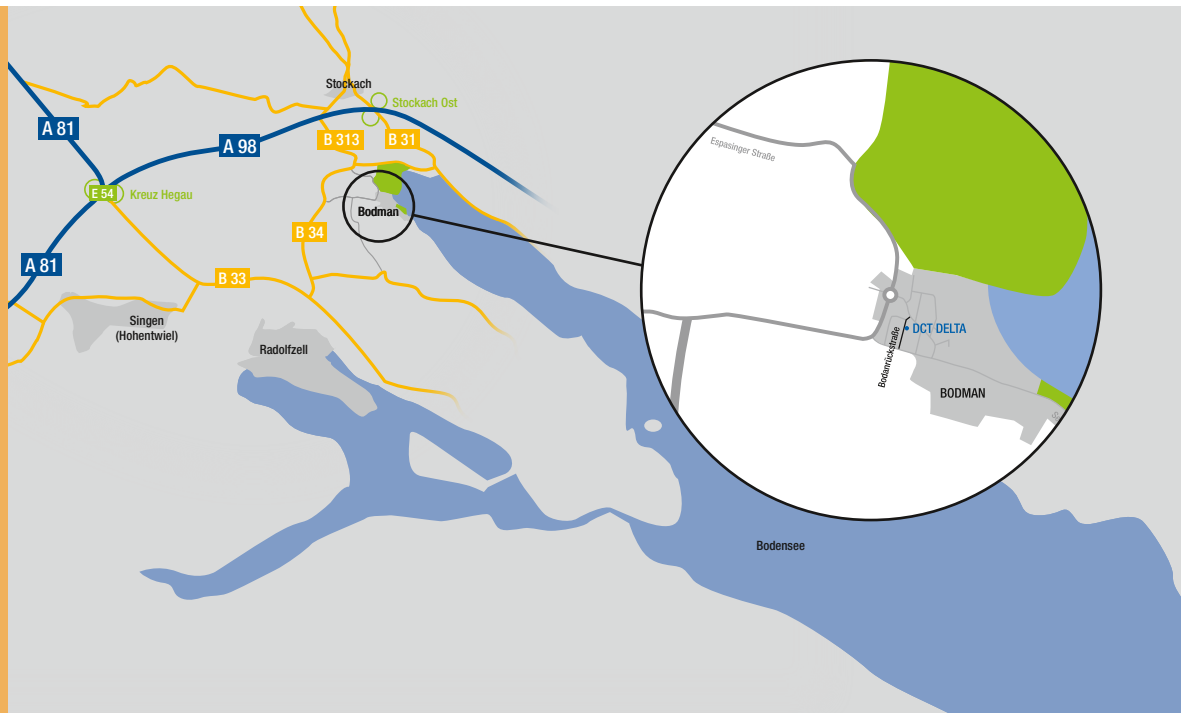 Stockach
Stockach Ost
A 81
A 98
B 313
B 31
Espasinger Straße
E 54
Kreuz Hegau
Bodman
B 34
A 81
B 33
Singen
(Hohentwiel)
Radolfzell
DCT DELTA
Bodanrückstraße
BODMAN
Bodensee